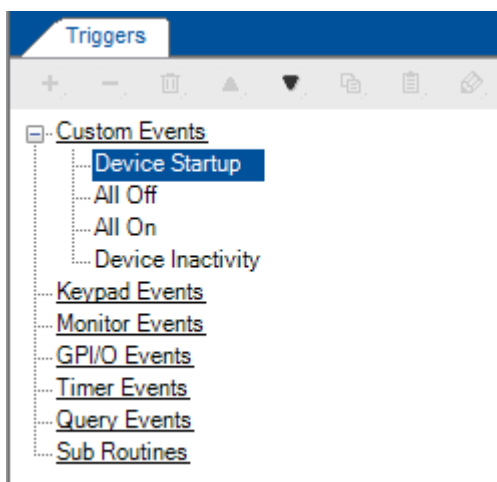 Triggers
Custom Events
Device Startup
All Off
All On
Device Inactivity
Keypad Events
Monitor Events
GPI/O Events
Timer Events
Query Events
Sub Routines